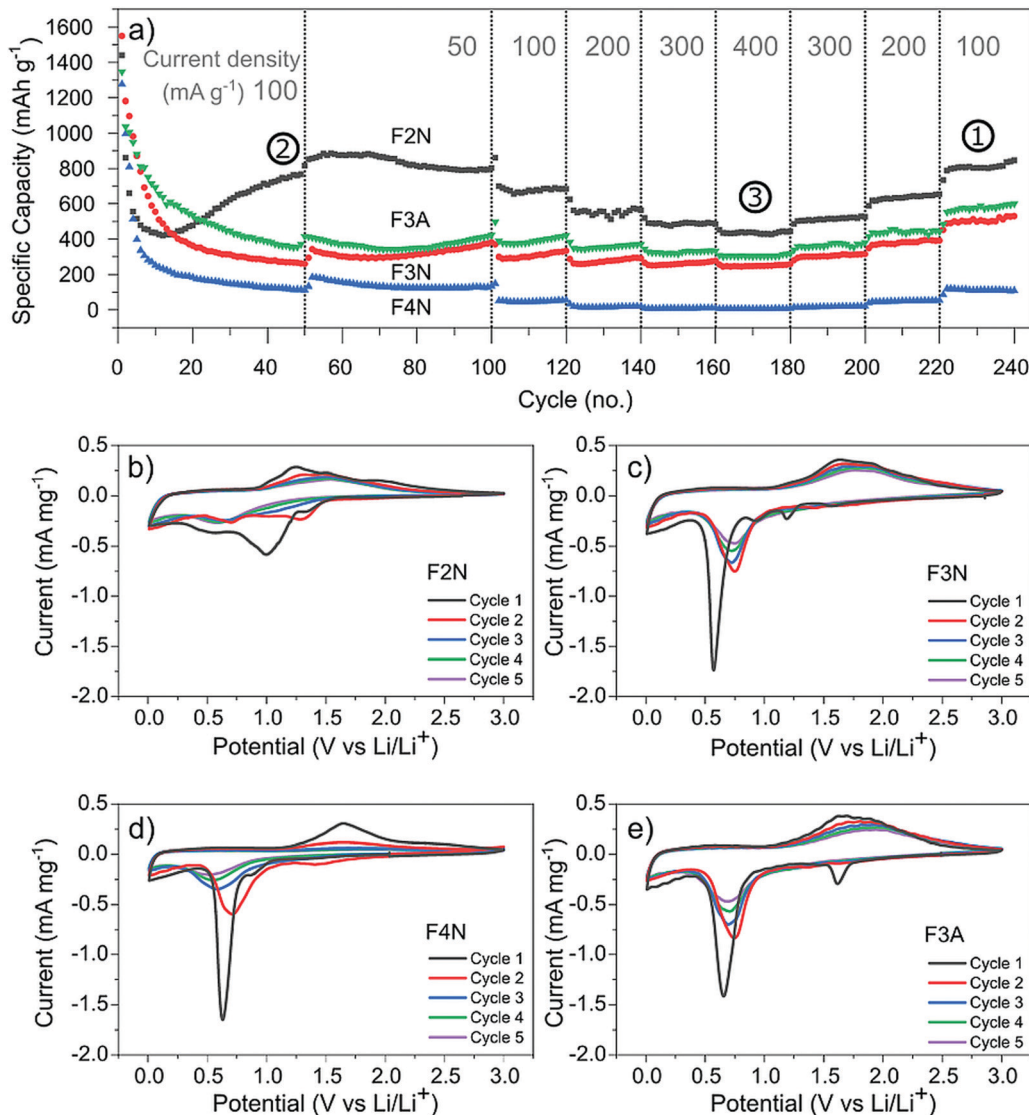 a)
Current density
(mA g⁻¹) 100
50 100 200 300 400 300 200 100
② ③ ①
F2N
F3A
F3N
F4N
1600
1400
1200
1000
800
600
400
200
0
Specific Capacity (mAh g⁻¹)
0 20 40 60 80 100 120 140 160 180 200 220 240
Cycle (no.)
b)
0.5
0.0
-0.5
-1.0
-1.5
-2.0
Current (mA mg⁻¹)
F2N
Cycle 1
Cycle 2
Cycle 3
Cycle 4
Cycle 5
0.0 0.5 1.0 1.5 2.0 2.5 3.0
Potential (V vs Li/Li⁺)
c)
0.5
0.0
-0.5
-1.0
-1.5
-2.0
Current (mA mg⁻¹)
F3N
Cycle 1
Cycle 2
Cycle 3
Cycle 4
Cycle 5
0.0 0.5 1.0 1.5 2.0 2.5 3.0
Potential (V vs Li/Li⁺)
d)
0.5
0.0
-0.5
-1.0
-1.5
-2.0
Current (mA mg⁻¹)
F4N
Cycle 1
Cycle 2
Cycle 3
Cycle 4
Cycle 5
0.0 0.5 1.0 1.5 2.0 2.5 3.0
Potential (V vs Li/Li⁺)
e)
0.5
0.0
-0.5
-1.0
-1.5
-2.0
Current (mA mg⁻¹)
F3A
Cycle 1
Cycle 2
Cycle 3
Cycle 4
Cycle 5
0.0 0.5 1.0 1.5 2.0 2.5 3.0
Potential (V vs Li/Li⁺)